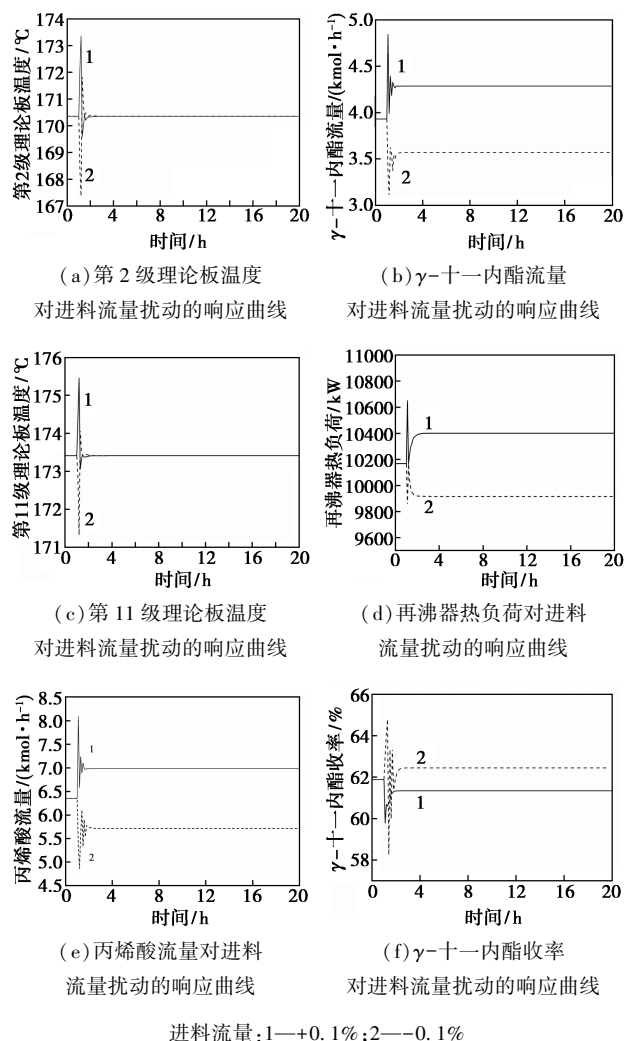 174
173
172
171
170
169
168
167
第2级理论板温度/℃
1
2
0 4 8 12 16 20
时间/h
(a)第2级理论板温度
对进料流量扰动的响应曲线
5.0
4.5
4.0
3.5
3.0
γ-十一内酯流量/(kmol·h⁻¹)
1
2
0 4 8 12 16 20
时间/h
(b)γ-十一内酯流量
对进料流量扰动的响应曲线
176
175
174
173
172
171
第11级理论板温度/℃
1
2
0 4 8 12 16 20
时间/h
(c)第11级理论板温度
对进料流量扰动的响应曲线
11000
10800
10600
10400
10200
10000
9800
9600
再沸器热负荷/kW
1
2
0 4 8 12 16 20
时间/h
(d)再沸器热负荷对进料
流量扰动的响应曲线
8.5
8.0
7.5
7.0
6.5
6.0
5.5
5.0
4.5
丙烯酸流量/(kmol·h⁻¹)
1
2
0 4 8 12 16 20
时间/h
(e)丙烯酸流量对进料
流量扰动的响应曲线
66
64
62
60
58
γ-十一内酯收率/%
2
1
0 4 8 12 16 20
时间/h
(f)γ-十一内酯收率
对进料流量扰动的响应曲线
进料流量:1—+0.1%;2—-0.1%